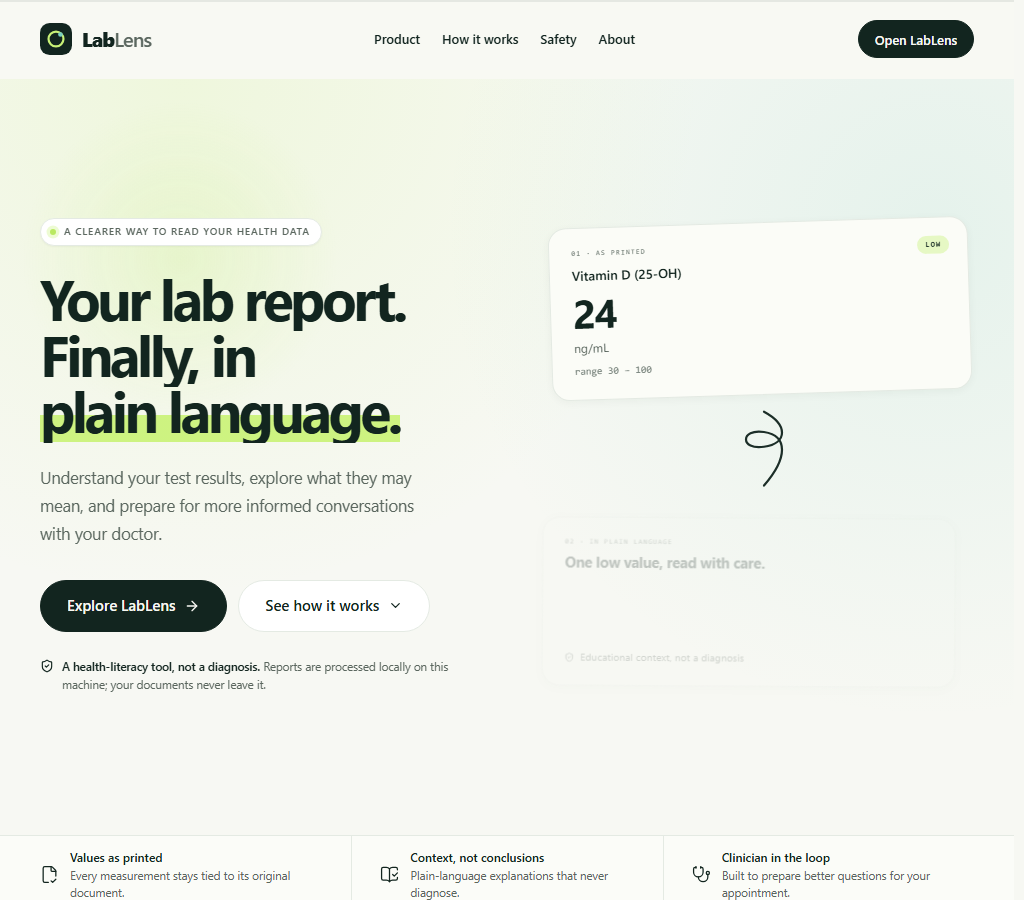 LabLens
Product
How it works
Safety
About
Open LabLens
A CLEARER WAY TO READ YOUR HEALTH DATA
Your lab report.
Finally, in
plain language.
Understand your test results, explore what they may
mean, and prepare for more informed conversations
with your doctor.
Explore LabLens
See how it works
A health-literacy tool, not a diagnosis. Reports are processed locally on this
machine; your documents never leave it.
01 - AS PRINTED
LOW
Vitamin D (25-OH)
24
ng/mL
range 30 – 100
02 - IN PLAIN LANGUAGE
One low value, read with care.
Educational context, not a diagnosis
Values as printed
Every measurement stays tied to its original
document.
Context, not conclusions
Plain-language explanations that never
diagnose.
Clinician in the loop
Built to prepare better questions for your
appointment.